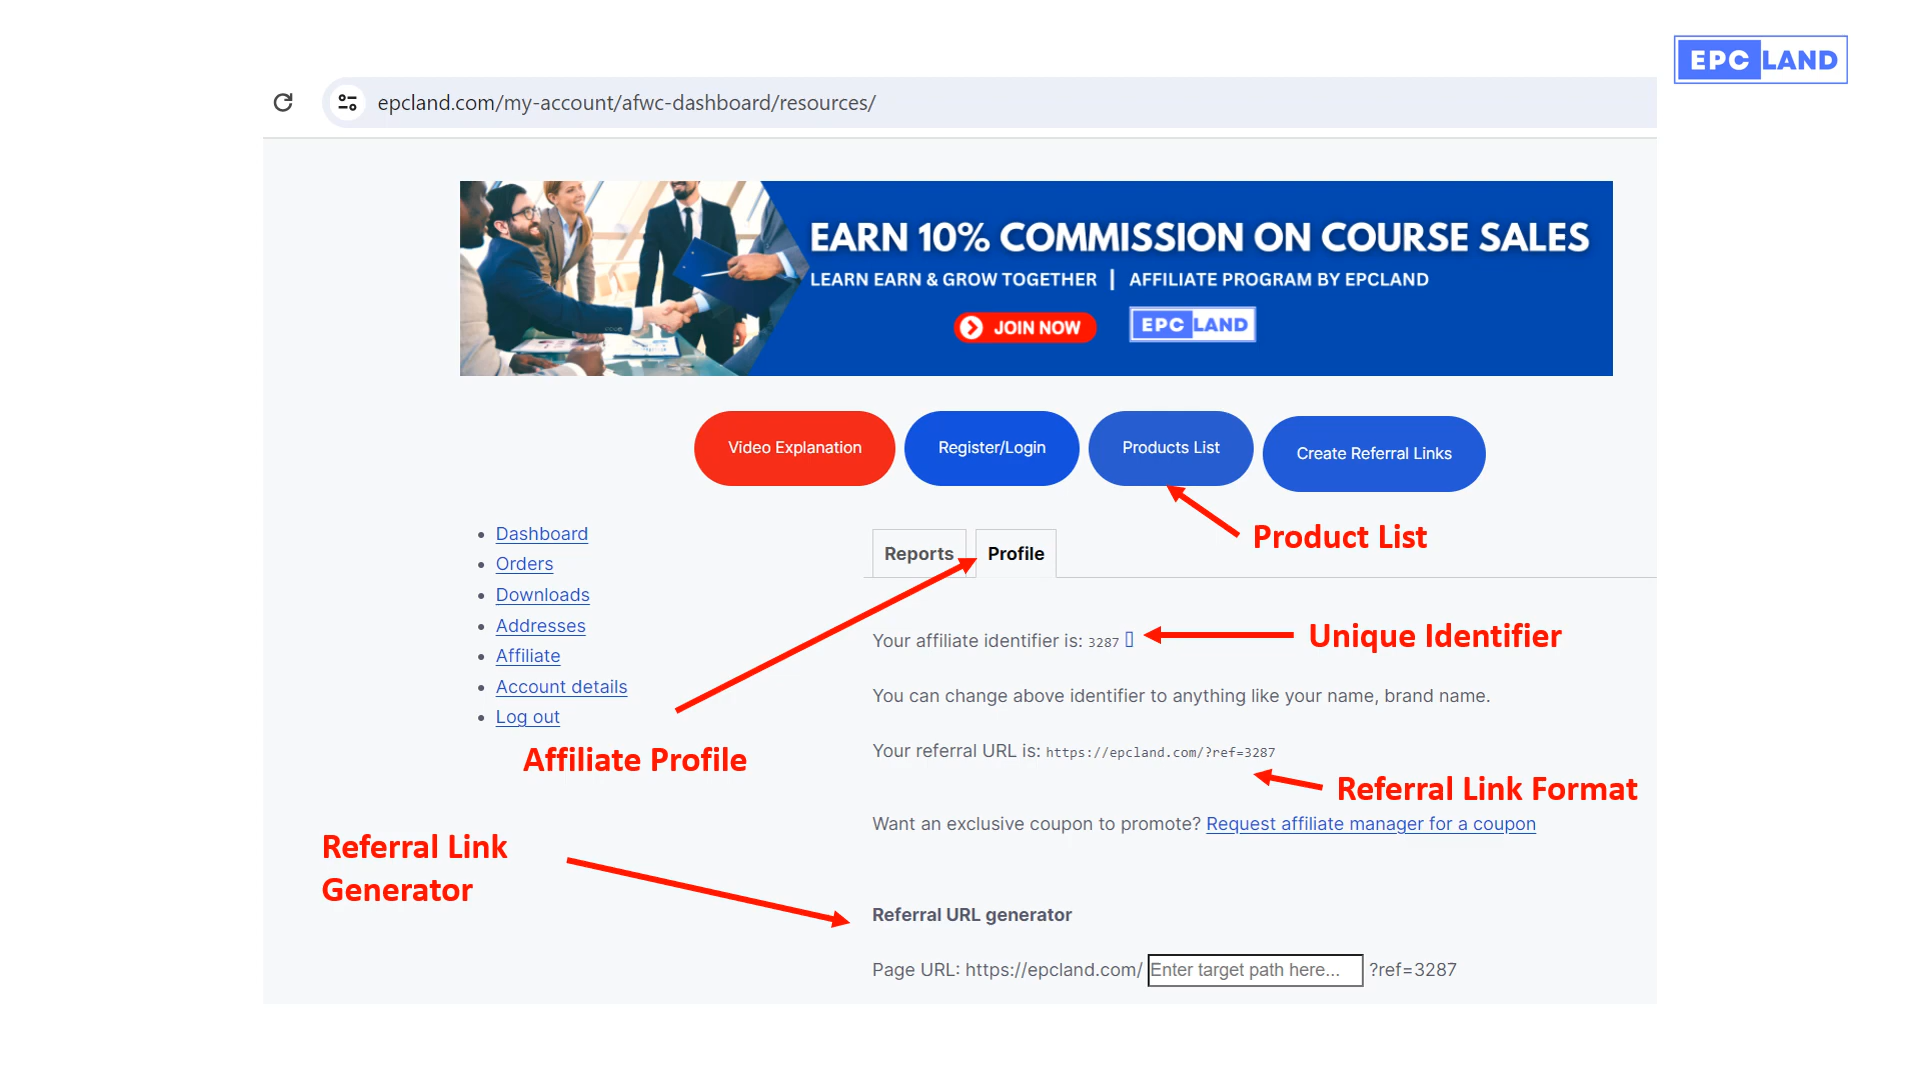 EPC LAND
epcland.com/my-account/afwc-dashboard/resources/
EARN 10% COMMISSION ON COURSE SALES
LEARN EARN & GROW TOGETHER | AFFILIATE PROGRAM BY EPCLAND
JOIN NOW
EPC LAND
Video Explanation
Register/Login
Products List
Create Referral Links
Product List
Dashboard
Orders
Downloads
Addresses
Affiliate
Account details
Log out
Affiliate Profile
Reports
Profile
Your affiliate identifier is: 3287
Unique Identifier
You can change above identifier to anything like your name, brand name.
Your referral URL is: https://epcland.com/?ref=3287
Referral Link Format
Want an exclusive coupon to promote? Request affiliate manager for a coupon
Referral Link
Generator
Referral URL generator
Page URL: https://epcland.com/ Enter target path here... ?ref=3287